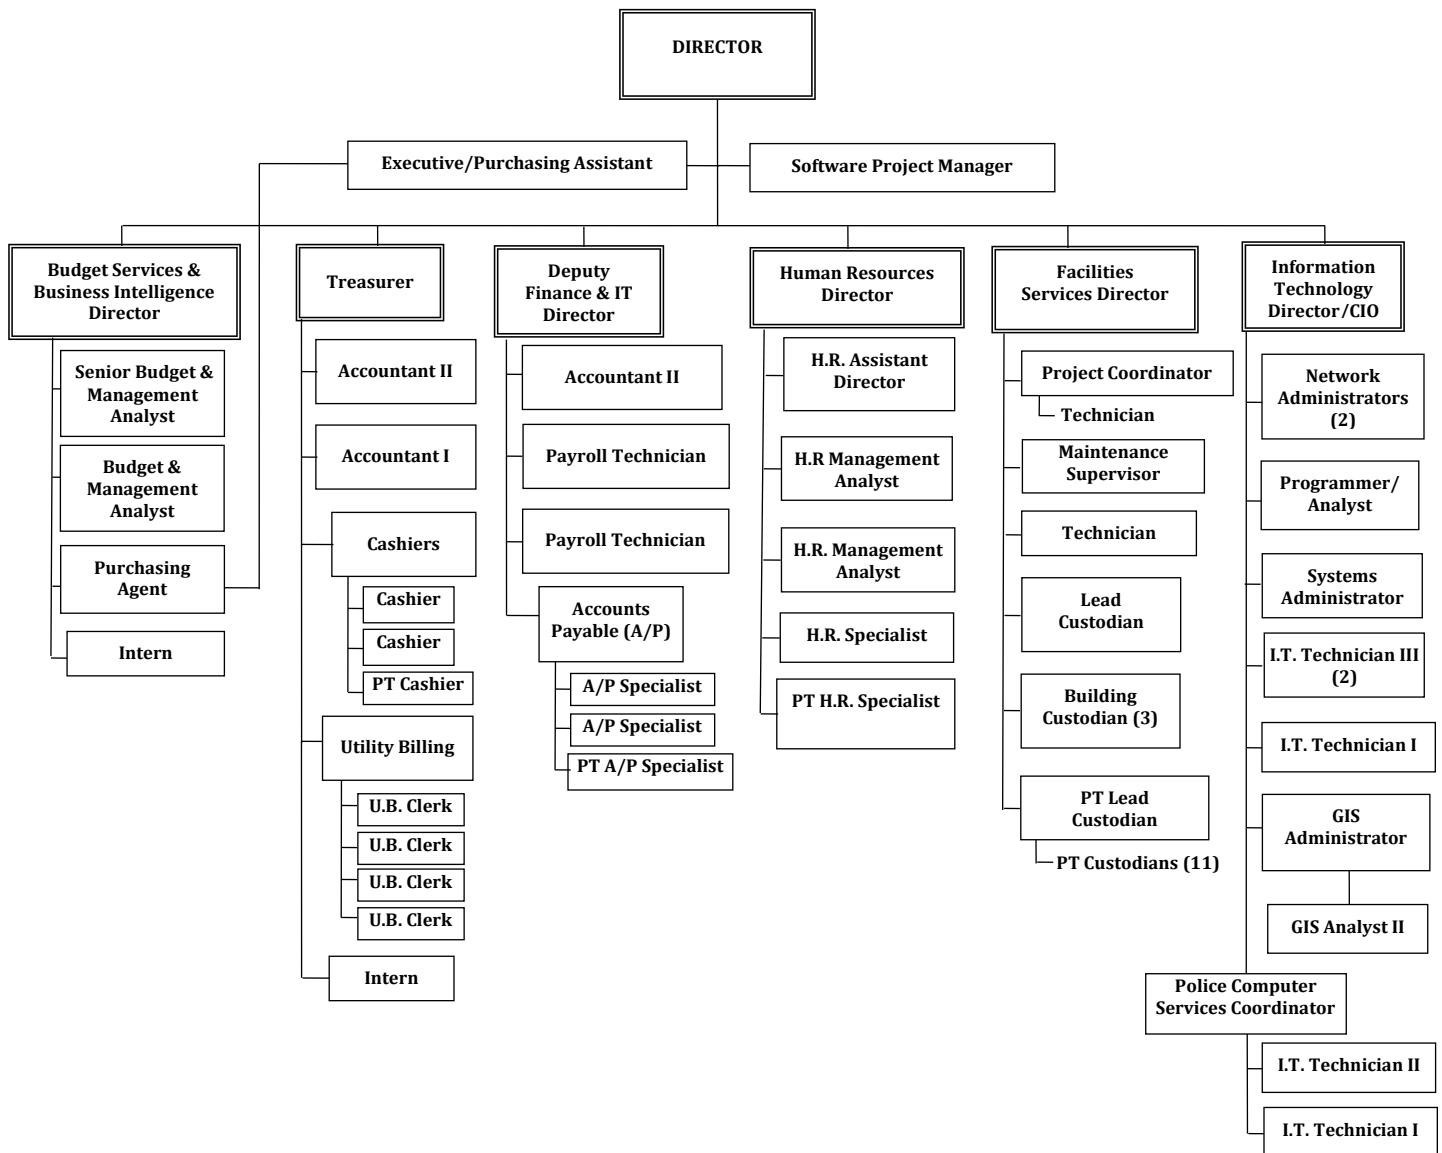 DIRECTOR
Executive/Purchasing Assistant
Software Project Manager
Budget Services &
Business Intelligence
Director
Senior Budget &
Management
Analyst
Budget &
Management
Analyst
Purchasing
Agent
Intern
Treasurer
Accountant II
Accountant I
Cashiers
Cashier
Cashier
PT Cashier
Utility Billing
U.B. Clerk
U.B. Clerk
U.B. Clerk
U.B. Clerk
Intern
Deputy
Finance & IT
Director
Accountant II
Payroll Technician
Payroll Technician
Accounts
Payable (A/P)
A/P Specialist
A/P Specialist
PT A/P Specialist
Human Resources
Director
H.R. Assistant
Director
H.R Management
Analyst
H.R. Management
Analyst
H.R. Specialist
PT H.R. Specialist
Facilities
Services Director
Project Coordinator
Technician
Maintenance
Supervisor
Technician
Lead
Custodian
Building
Custodian (3)
PT Lead
Custodian
PT Custodians (11)
Information
Technology
Director/CIO
Network
Administrators
(2)
Programmer/
Analyst
Systems
Administrator
I.T. Technician III
(2)
I.T. Technician I
GIS
Administrator
GIS Analyst II
Police Computer
Services Coordinator
I.T. Technician II
I.T. Technician I